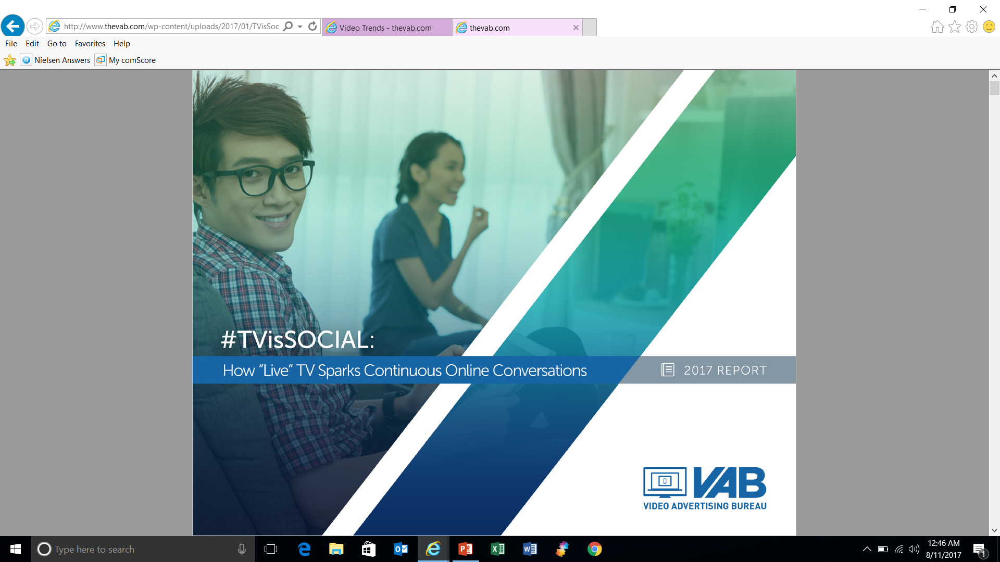 http://www.thevab.com/wp-content/uploads/2017/01/TVisSoc
Video Trends - thevab.com
thevab.com
File Edit Go to Favorites Help
Nielsen Answers My comScore
#TVisSOCIAL:
How "Live" TV Sparks Continuous Online Conversations
2017 REPORT
VAB
VIDEO ADVERTISING BUREAU
Type here to search
12:46 AM
8/11/2017
1